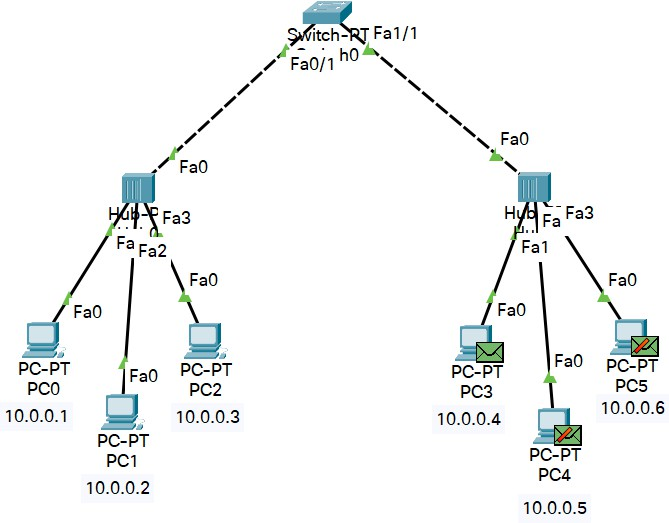 Switch-PT
Fa1/1
h0
Fa0/1
Fa0
Fa0
Fa3
Fa
Fa2
Fa3
Fa
Fa1
Fa0
Fa0
Fa0
Fa0
Fa0
Fa0
PC-PT
PC0
10.0.0.1
PC-PT
PC1
10.0.0.2
PC-PT
PC2
10.0.0.3
PC-PT
PC3
10.0.0.4
PC-PT
PC4
10.0.0.5
PC-PT
PC5
10.0.0.6